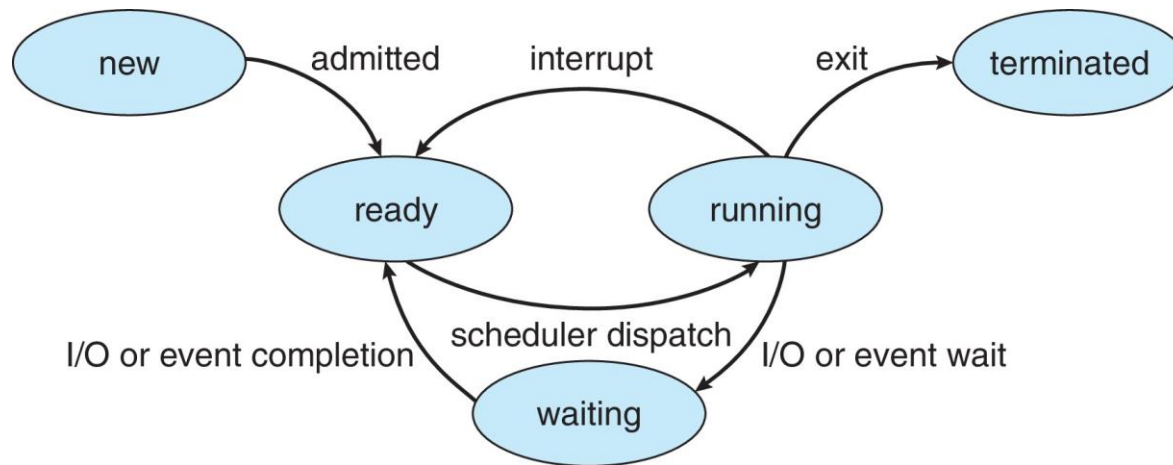 new
admitted
interrupt
exit
terminated
ready
running
I/O or event completion
scheduler dispatch
I/O or event wait
waiting